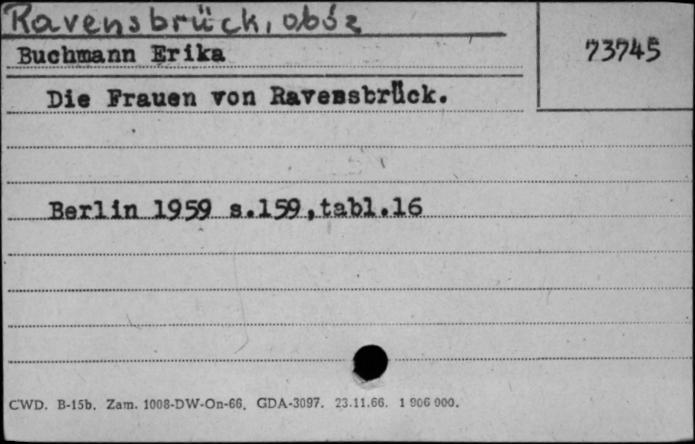 Ravensbrück, obóz
73745
Buchmann Erika
Die Frauen von Ravensbrück.
Berlin 1959 s.159,tabl.16
CWD. B-15b. Zam. 1008-DW-On-66. GDA-3097. 23.11.66. 1 906 000.